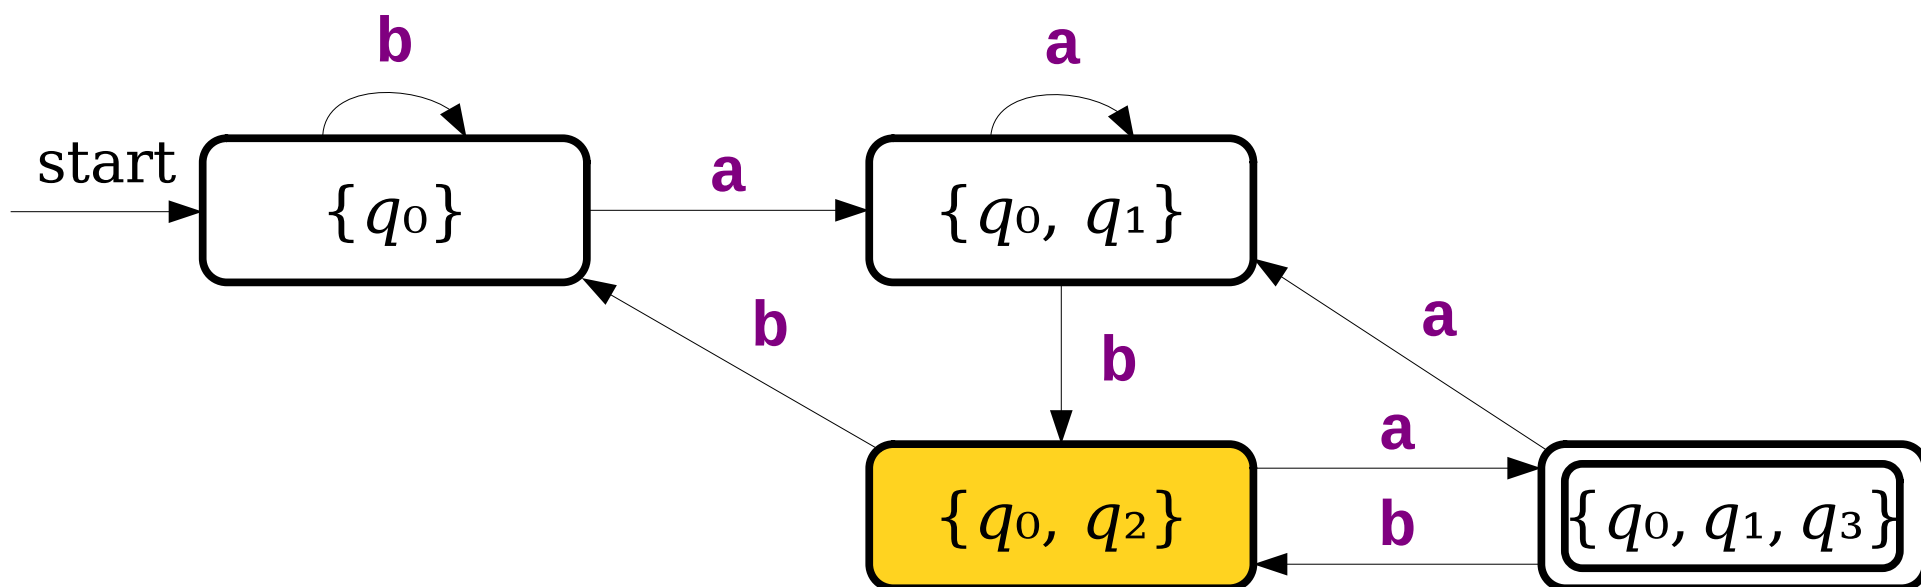 b
a
start
a
{q₀}
{q₀, q₁}
b
a
b
a
{q₀, q₂}
{q₀, q₁, q₃}
b